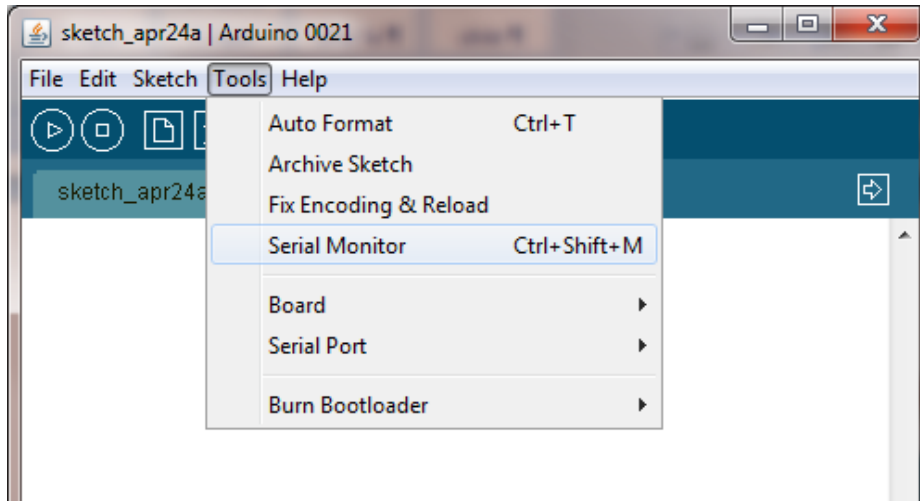 sketch_apr24a | Arduino 0021
File Edit Sketch Tools Help
Auto Format Ctrl+T
Archive Sketch
sketch_apr24a
Fix Encoding & Reload
Serial Monitor Ctrl+Shift+M
Board
Serial Port
Burn Bootloader